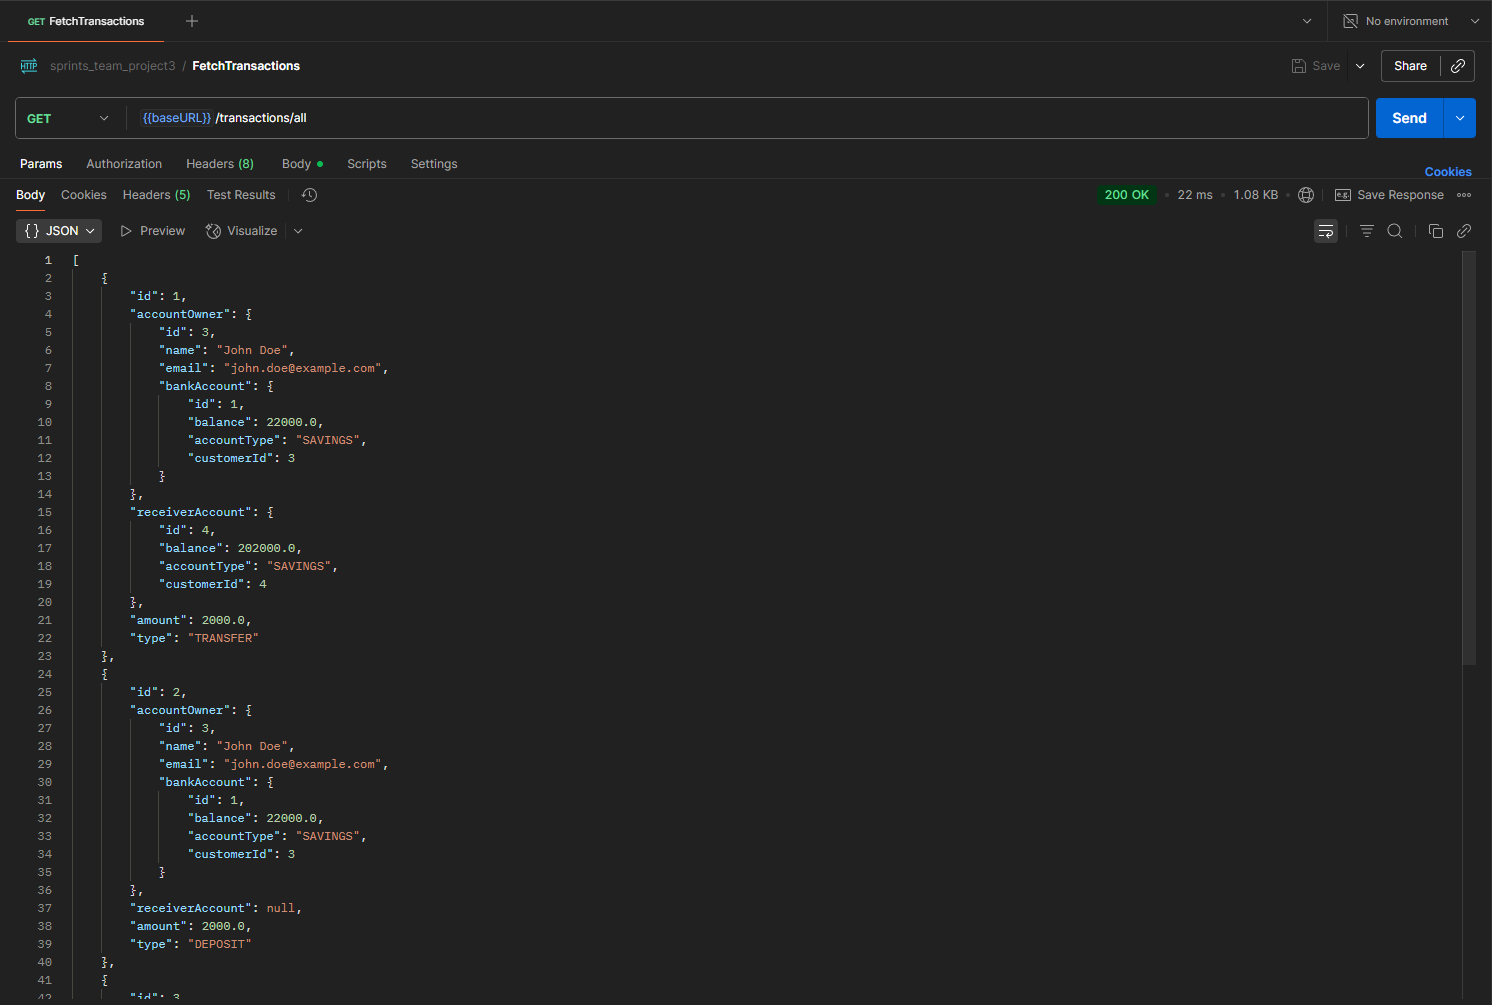 GET FetchTransactions
No environment
HTTP sprints_team_project3 / FetchTransactions
Save
Share
GET
{{baseURL}} /transactions/all
Send
Params Authorization Headers (8) Body Scripts Settings
Cookies
Body Cookies Headers (5) Test Results
200 OK • 22 ms • 1.08 KB • e.g. Save Response
{} JSON Preview Visualize
1 [
2 {
3 "id": 1,
4 "accountOwner": {
5 "id": 3,
6 "name": "John Doe",
7 "email": "john.doe@example.com",
8 "bankAccount": {
9 "id": 1,
10 "balance": 22000.0,
11 "accountType": "SAVINGS",
12 "customerId": 3
13 }
14 },
15 "receiverAccount": {
16 "id": 4,
17 "balance": 202000.0,
18 "accountType": "SAVINGS",
19 "customerId": 4
20 },
21 "amount": 2000.0,
22 "type": "TRANSFER"
23 },
24 {
25 "id": 2,
26 "accountOwner": {
27 "id": 3,
28 "name": "John Doe",
29 "email": "john.doe@example.com",
30 "bankAccount": {
31 "id": 1,
32 "balance": 22000.0,
33 "accountType": "SAVINGS",
34 "customerId": 3
35 }
36 },
37 "receiverAccount": null,
38 "amount": 2000.0,
39 "type": "DEPOSIT"
40 },
41 {
42 "id": 3